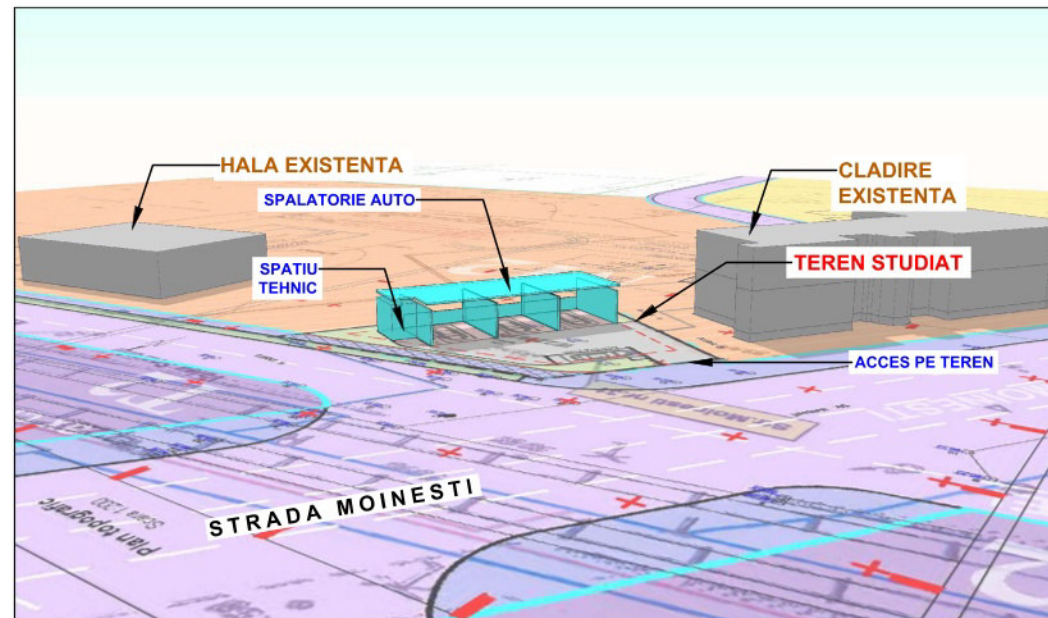 HALA EXISTENTA
SPALATORIE AUTO
CLADIRE
EXISTENTA
SPATIU
TEHNIC
TEREN STUDIAT
ACCES PE TEREN
STRADA MOINESTI
Plan topografic